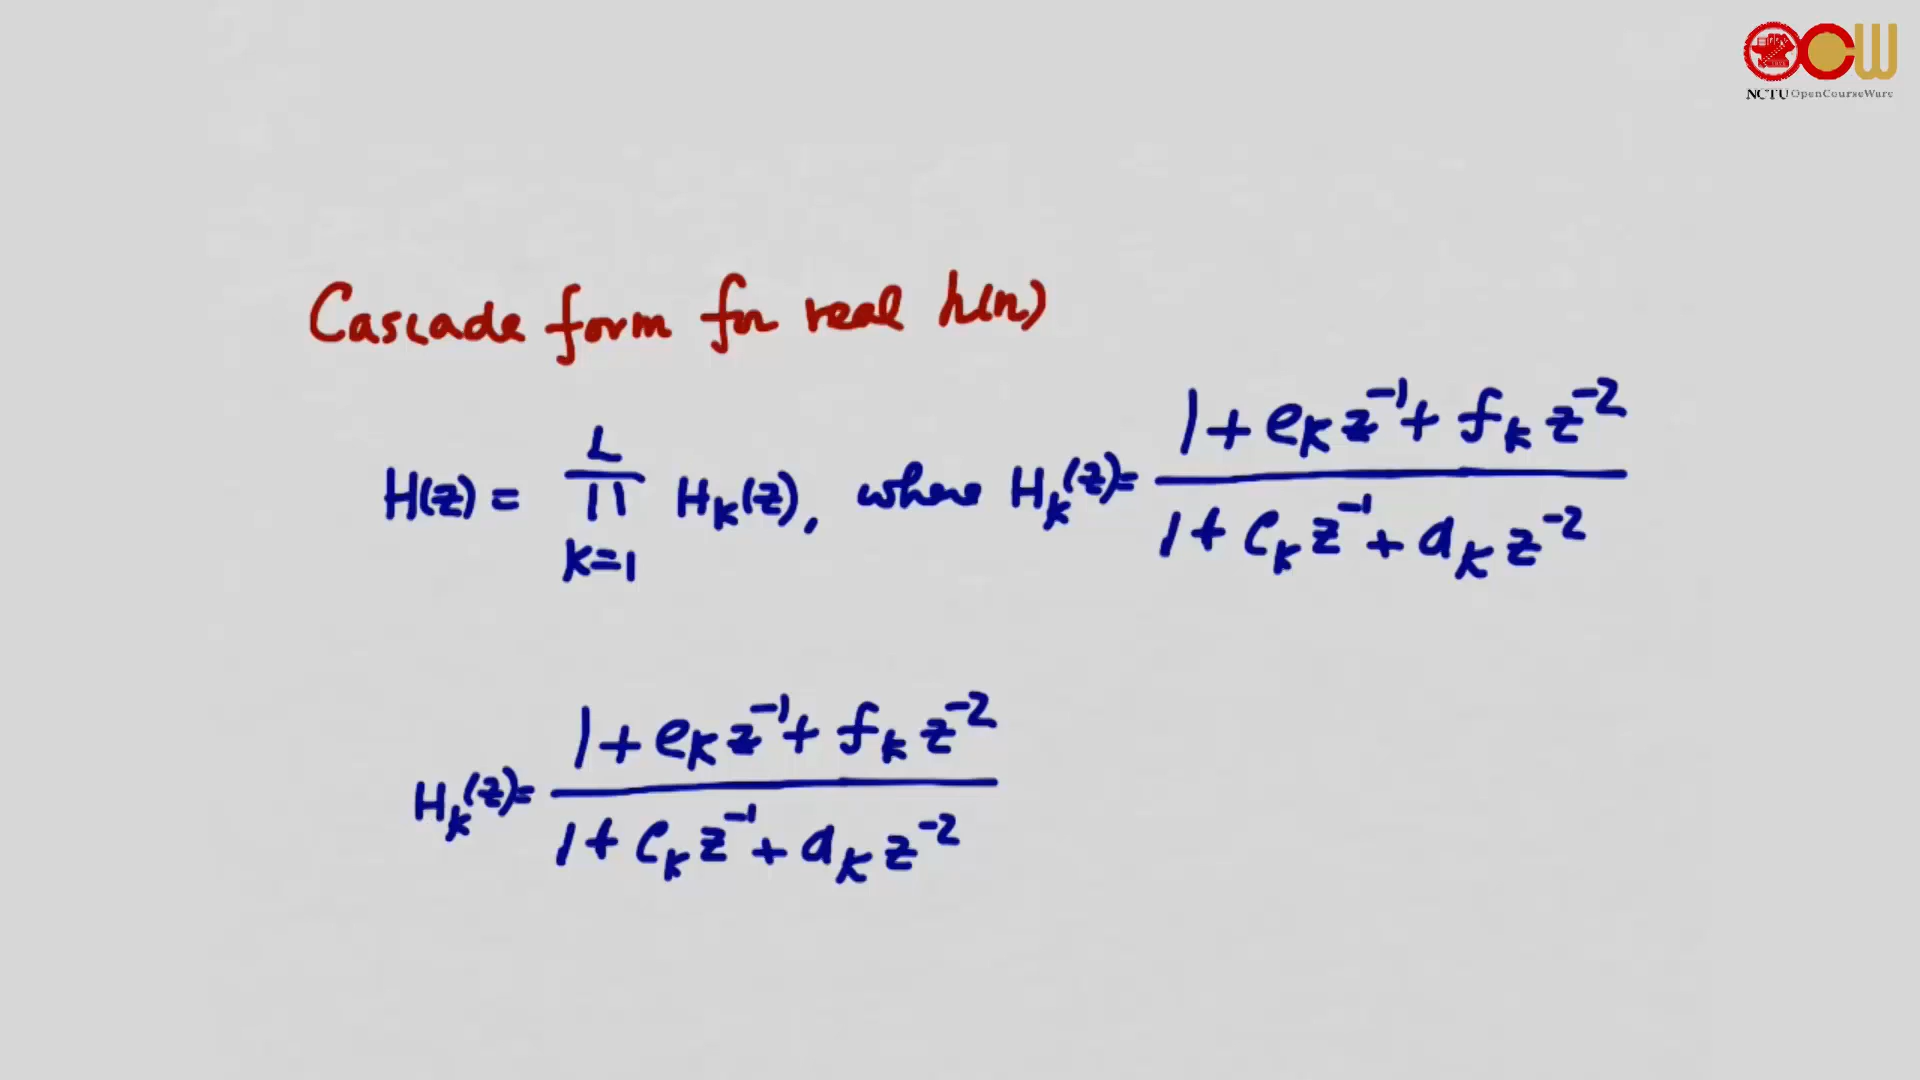 NCTU OpenCourseWare
Cascade form for real h(n)
H(z) = ∏_{k=1}^{L} H_k(z), where H_k(z) = (1 + e_k z^{-1} + f_k z^{-2}) / (1 + c_k z^{-1} + d_k z^{-2})
H_k(z) = (1 + e_k z^{-1} + f_k z^{-2}) / (1 + c_k z^{-1} + d_k z^{-2})